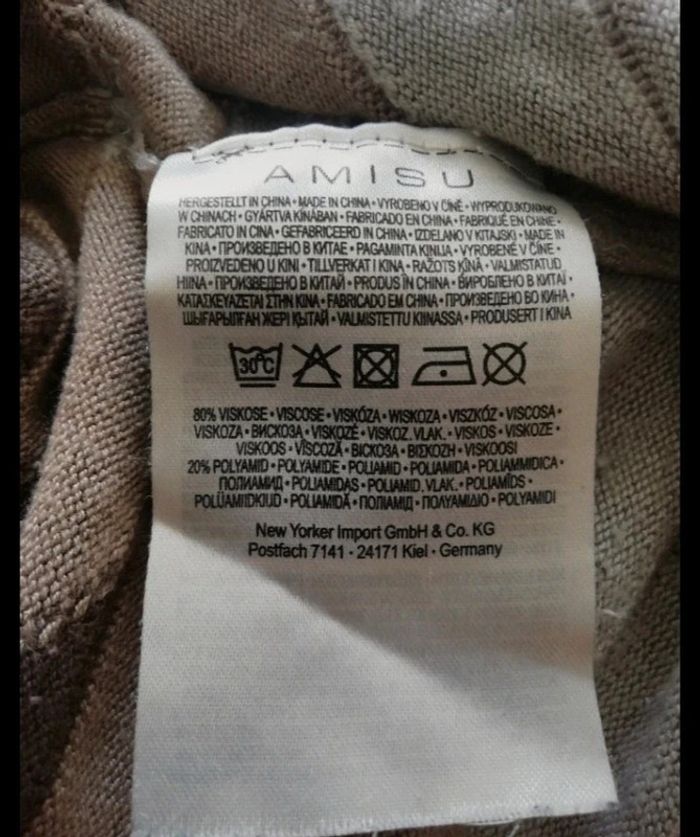 AMISU
HERGESTELLT IN CHINA • MADE IN CHINA • VYROBENO V ČÍNĚ • WYPRODUKOWANO
W CHINACH • GYÁRTVA KÍNÁBAN • FABRICADO EN CHINA • FABRIQUÉ EN CHINE •
FABRICATO IN CINA • GEFABRICEERD IN CHINA • IZDELANO V KITAJSKI • MADE IN
KINA • ПРОИЗВЕДЕНО В КИТАЕ • PAGAMINTA KINIJA • VYROBENÉ V ČÍNE •
PROIZVEDENO U KINI • TILLVERKAT I KINA • RAŽOTS ĶĪNĀ • VALMISTATUD
HIINA • ПРОИЗВЕДЕНО В КИТАЙ • PRODUS ÎN CHINA • ВИРОБЛЕНО В КИТАЇ •
ΚΑΤΑΣΚΕΥΑΖΕΤΑΙ ΣΤΗΝ ΚΙΝΑ • FABRICADO EM CHINA • ПРОИЗВЕДЕНО ВО КИНА •
ШЫҒАРЫЛҒАН ЖЕРІ ҚЫТАЙ • VALMISTETTU KIINASSA • PRODUSERT I KINA
30°C
80% VISKOSE • VISCOSE • VISKÓZA • WISKOZA • VISZKÓZ • VISCOSA •
VISKOZA • ВИСКОЗА • VISKOZĖ • VISKOZ. VLAK. • VISKOS • VISKOZE •
VISKOOS • VÎSCOZĂ • ВІСКОЗА • ΒΙΣΚΟΖΗ • VISKOOSI
20% POLYAMID • POLYAMIDE • POLIAMID • POLIAMIDA • POLIAMMIDICA •
ПОЛИАМИД • POLIAMIDAS • POLIAMID. VLAK. • POLIAMĪDS •
POLÜAMIIDKIUD • POLIAMIDĂ • ПОЛІАМІД • ΠΟΛΥΑΜΙΔΙΟ • POLYAMIDI
New Yorker Import GmbH & Co. KG
Postfach 7141 • 24171 Kiel • Germany